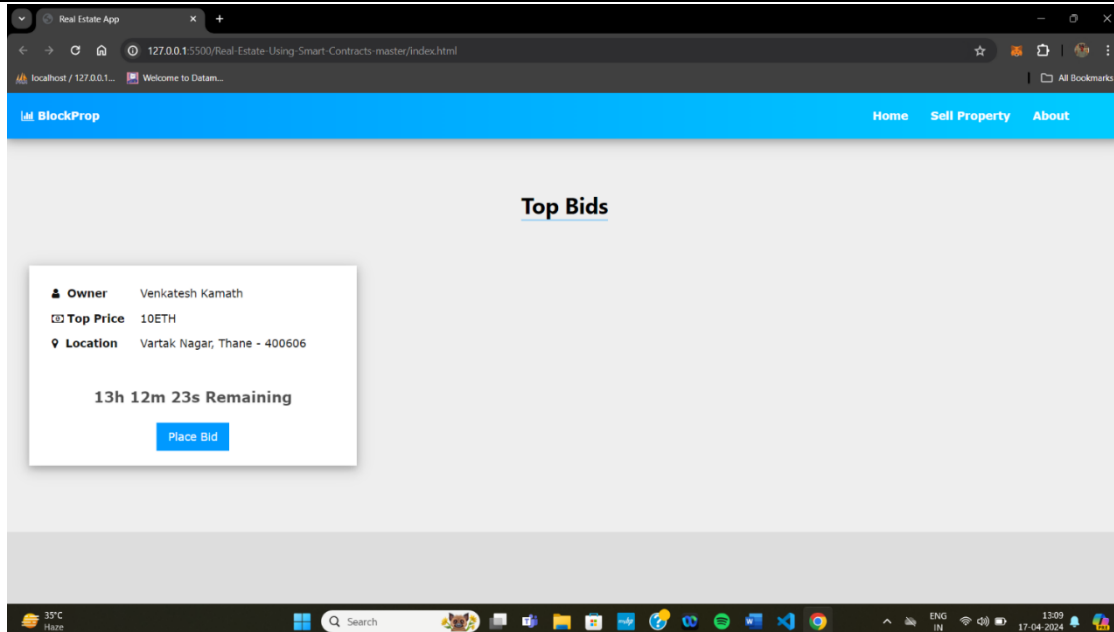 Real Estate App
127.0.0.1:5500/Real-Estate-Using-Smart-Contracts-master/index.html
localhost / 127.0.0.1... Welcome to Datam... All Bookmarks
BlockProp Home Sell Property About
Top Bids
Owner Venkatesh Kamath
Top Price 10ETH
Location Vartak Nagar, Thane - 400606
13h 12m 23s Remaining
Place Bid
35°C
Haze
Search
ENG
IN
13:09
17-04-2024